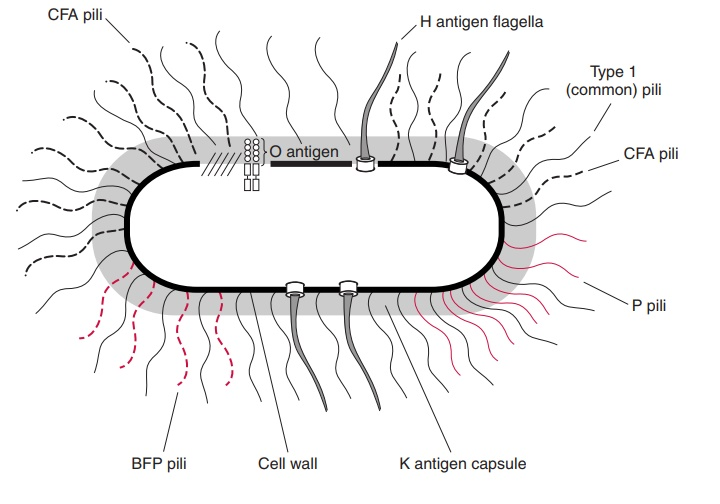 CFA pili
H antigen flagella
Type 1
(common) pili
O antigen
CFA pili
P pili
BFP pili
Cell wall
K antigen capsule